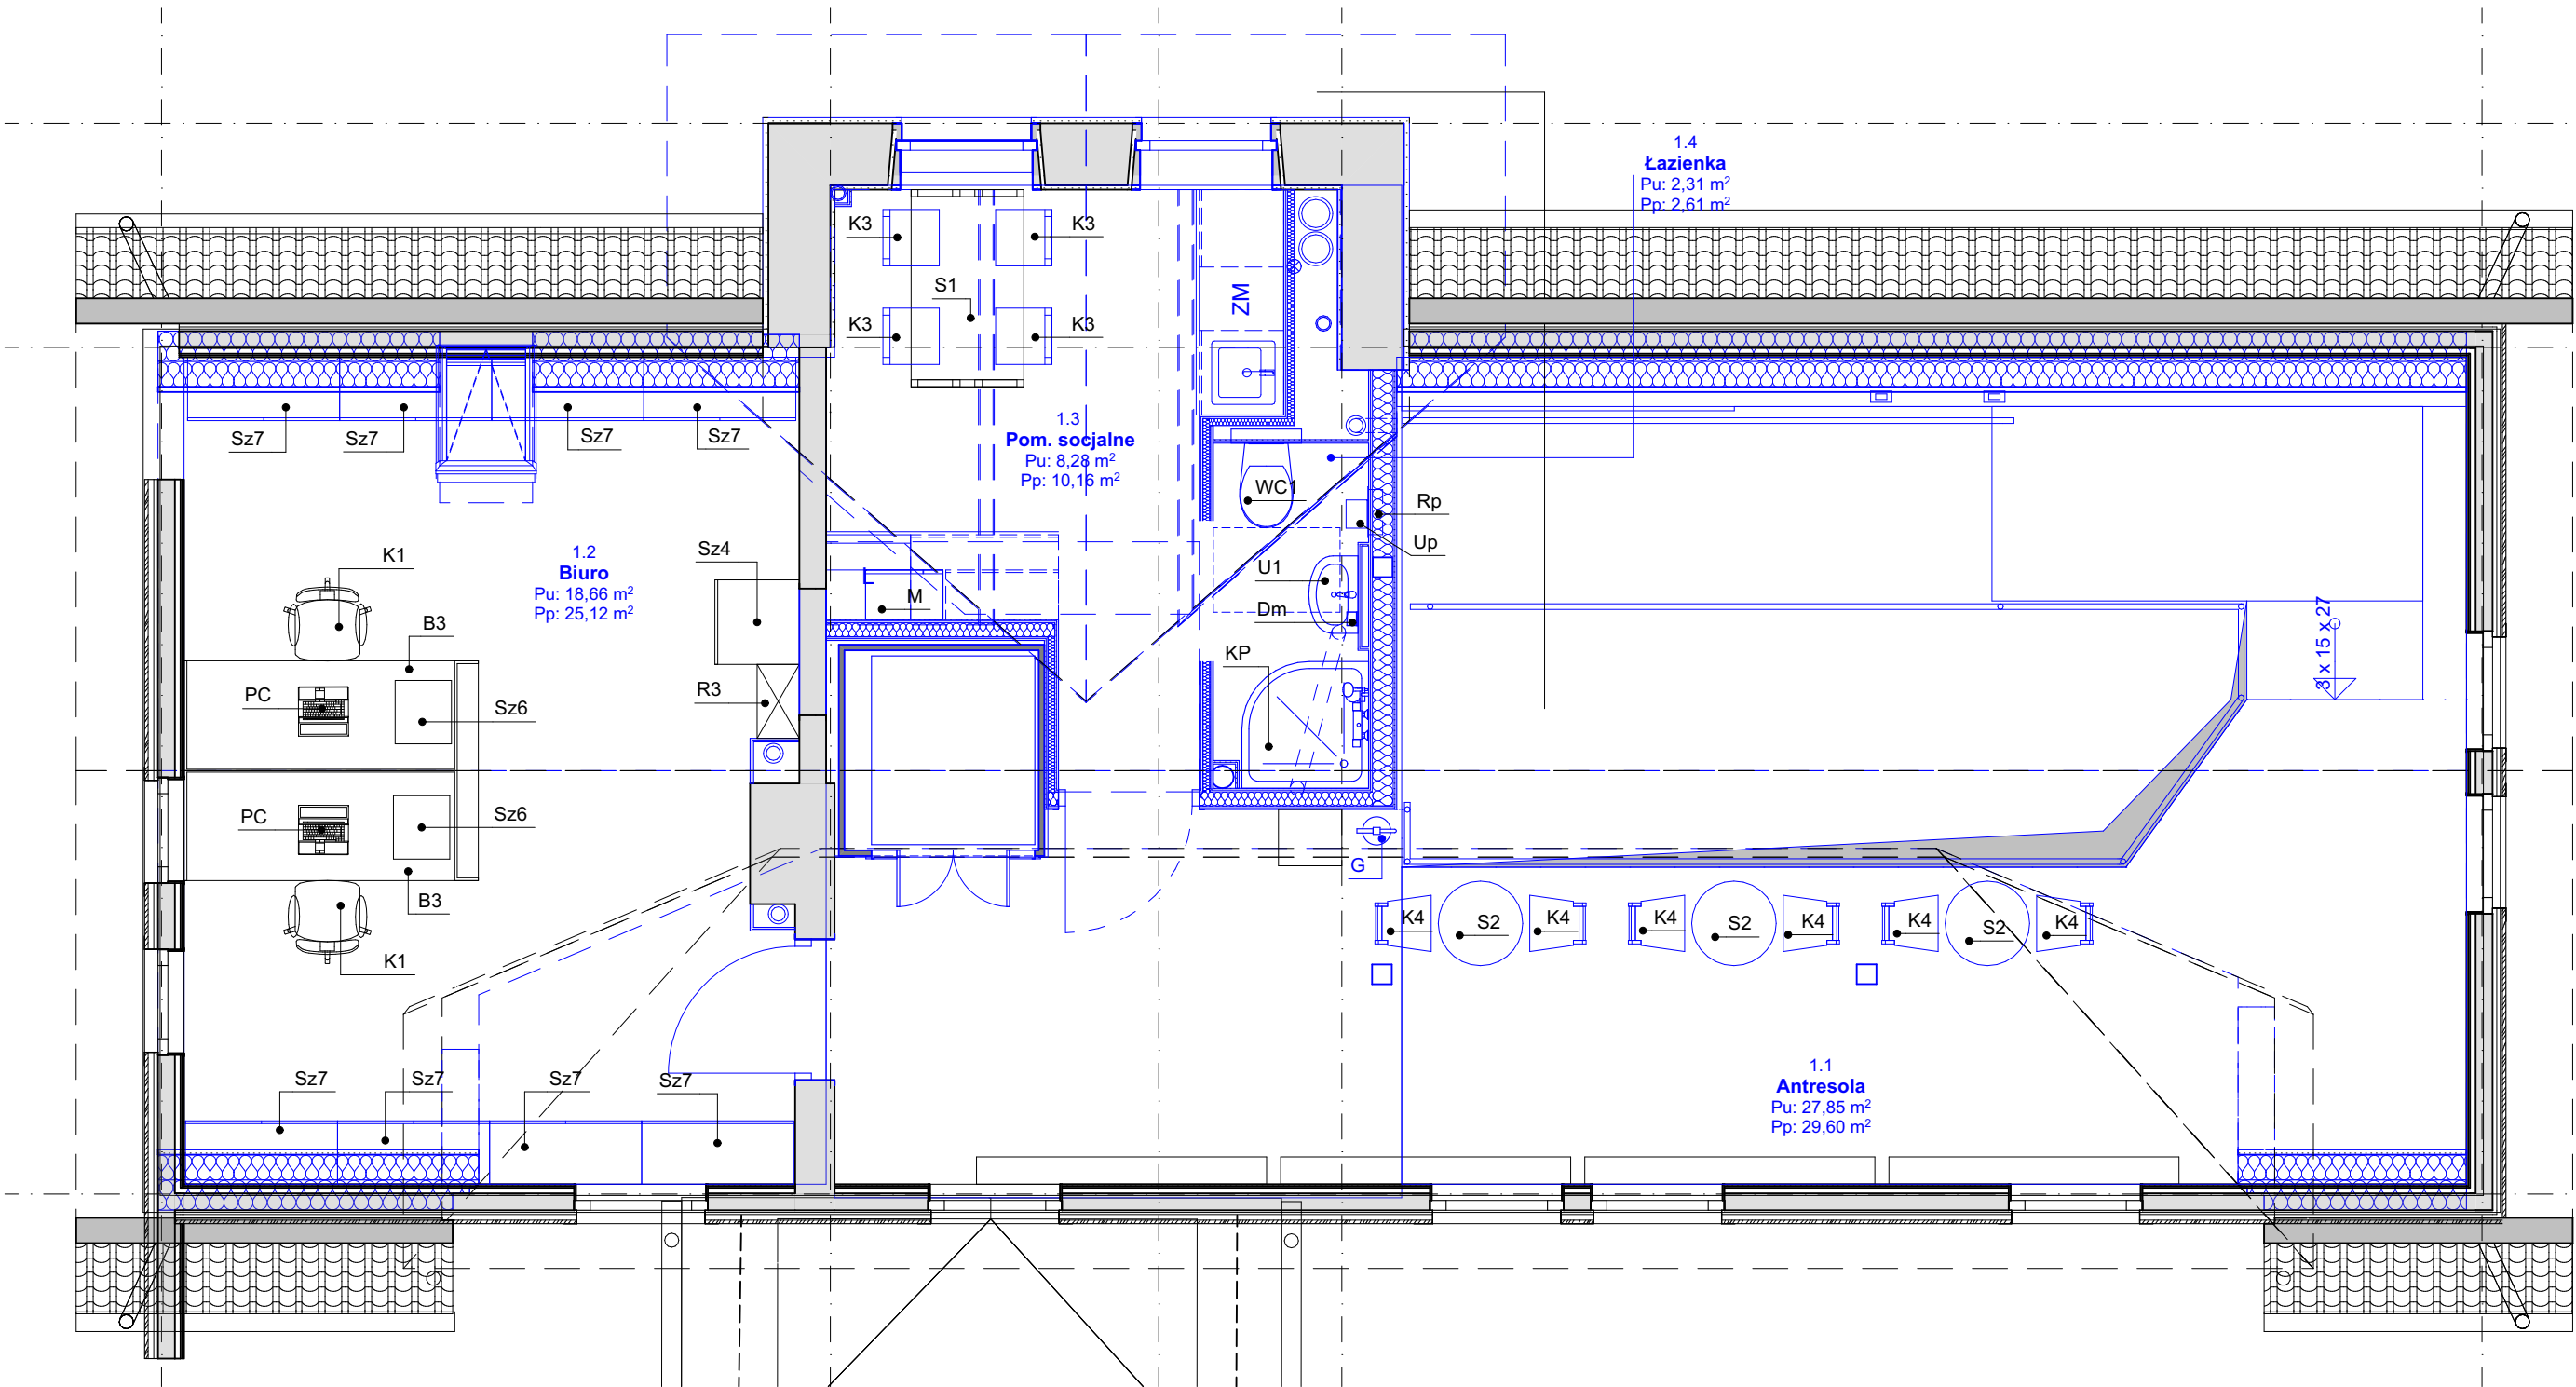 1.4
Łazienka
Pu: 2,31 m²
Pp: 2,61 m²
K3
K3
S1
ZM
K3
K3
1.3
Pom. socjalne
Pu: 8,28 m²
Pp: 10,16 m²
Sz7
Sz7
Sz7
Sz7
WC1
Rp
Up
K1
1.2
Biuro
Pu: 18,66 m²
Pp: 25,12 m²
Sz4
M
U1
Dm
B3
KP
3 x 15 x 27
PC
R3
Sz6
PC
Sz6
G
B3
K4
S2
K4
K4
S2
K4
K4
S2
K4
K1
1.1
Antresola
Pu: 27,85 m²
Pp: 29,60 m²
Sz7
Sz7
Sz7
Sz7